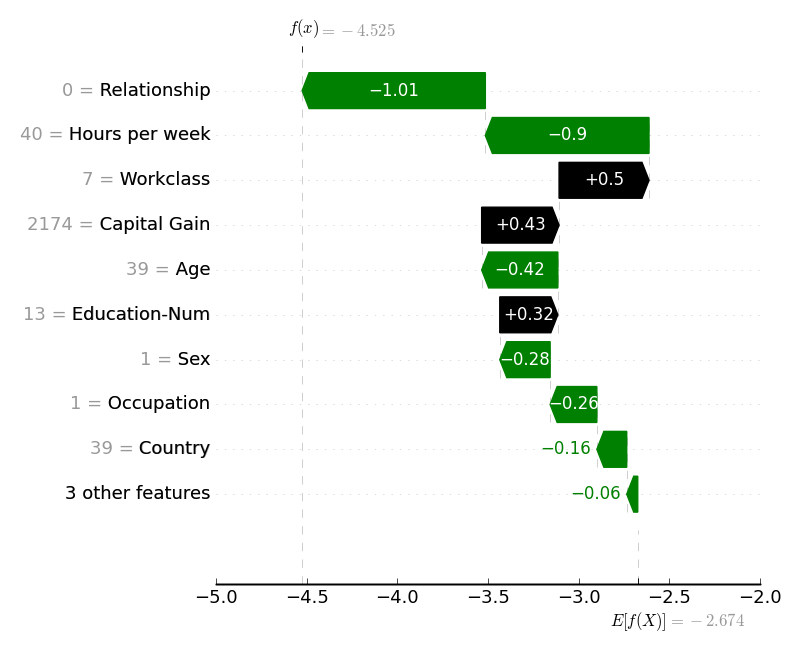 f(x) = −4.525
0 = Relationship −1.01
40 = Hours per week −0.9
7 = Workclass +0.5
2174 = Capital Gain +0.43
39 = Age −0.42
13 = Education-Num +0.32
1 = Sex −0.28
1 = Occupation −0.26
39 = Country −0.16
3 other features −0.06
−5.0 −4.5 −4.0 −3.5 −3.0 −2.5 −2.0
E[f(X)] = −2.674